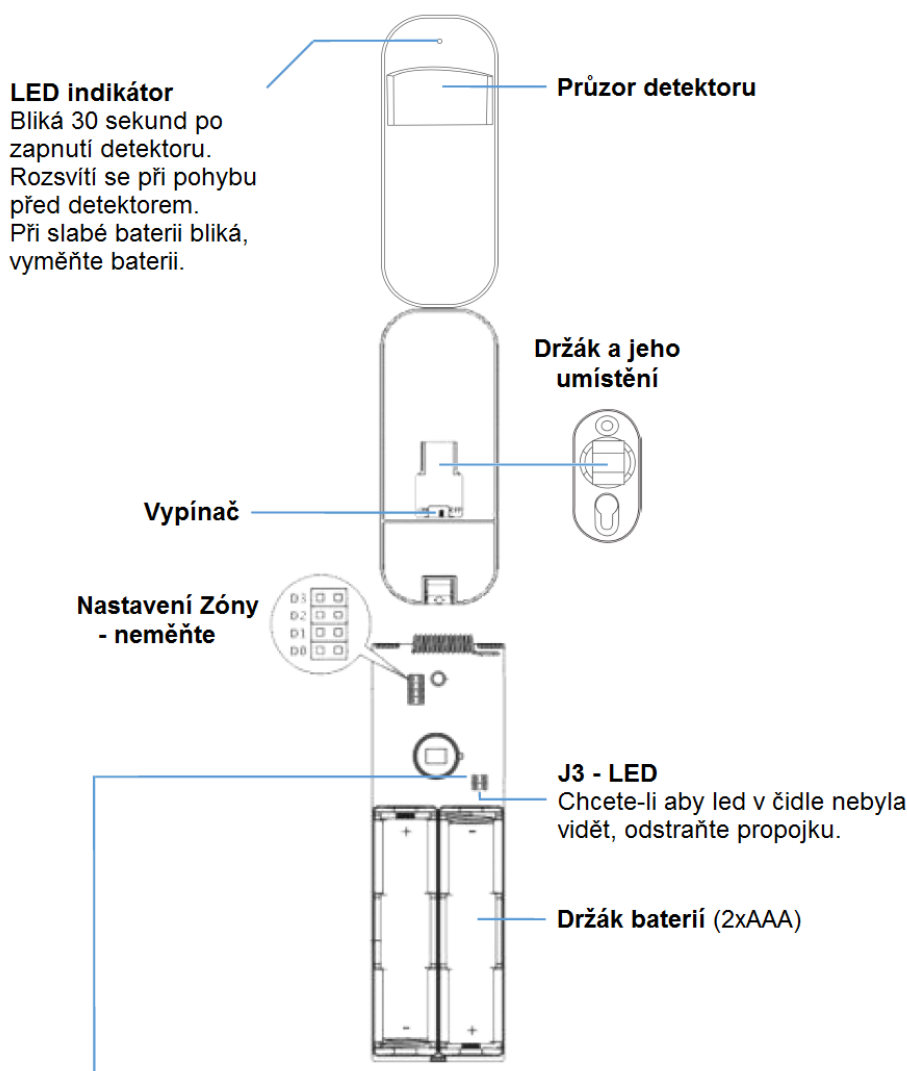 LED indikátor
Bliká 30 sekund po
zapnutí detektoru.
Rozsvítí se při pohybu
před detektorem.
Při slabé baterii bliká,
vyměňte baterii.
Průzor detektoru
Držák a jeho
umístění
Vypínač
Nastavení Zóny
- neměňte
D3
D2
D1
D0
J3 - LED
Chcete-li aby led v čidle nebyla
vidět, odstraňte propojku.
+ -
Držák baterií (2xAAA)
- +